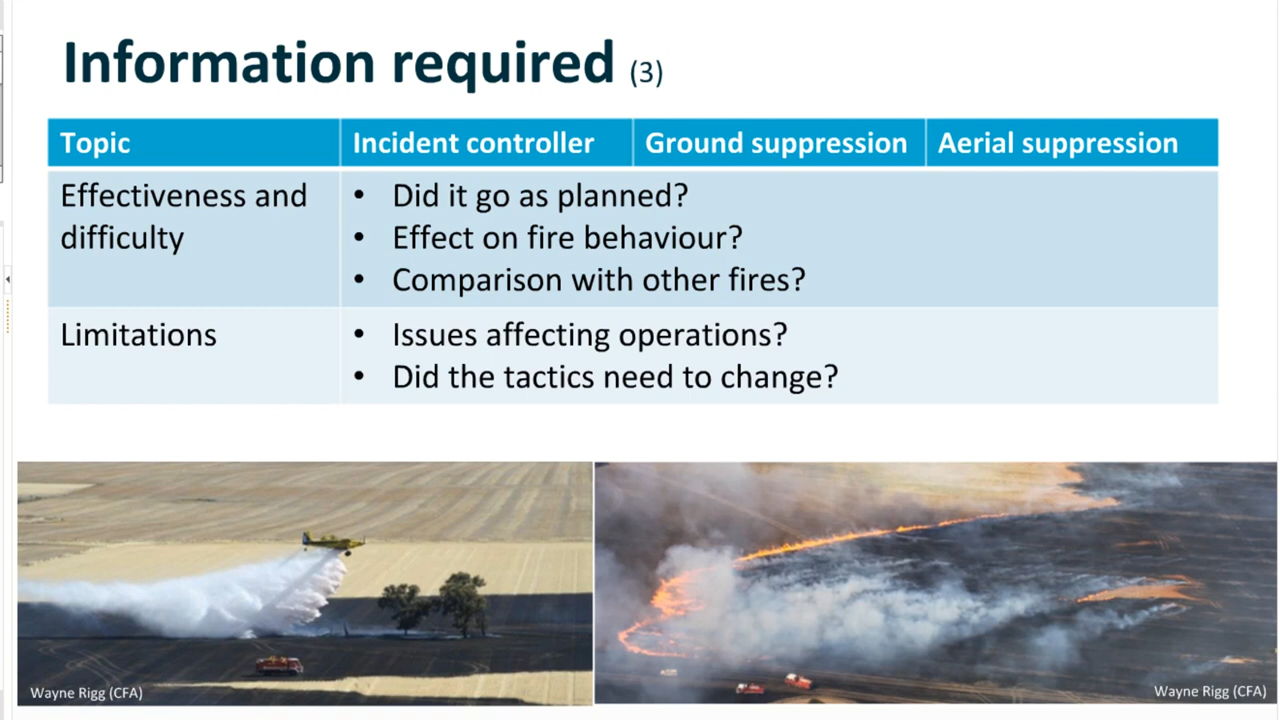 Information required (3)
Topic Incident controller Ground suppression Aerial suppression
Effectiveness and difficulty
• Did it go as planned?
• Effect on fire behaviour?
• Comparison with other fires?
Limitations
• Issues affecting operations?
• Did the tactics need to change?
Wayne Rigg (CFA)
Wayne Rigg (CFA)